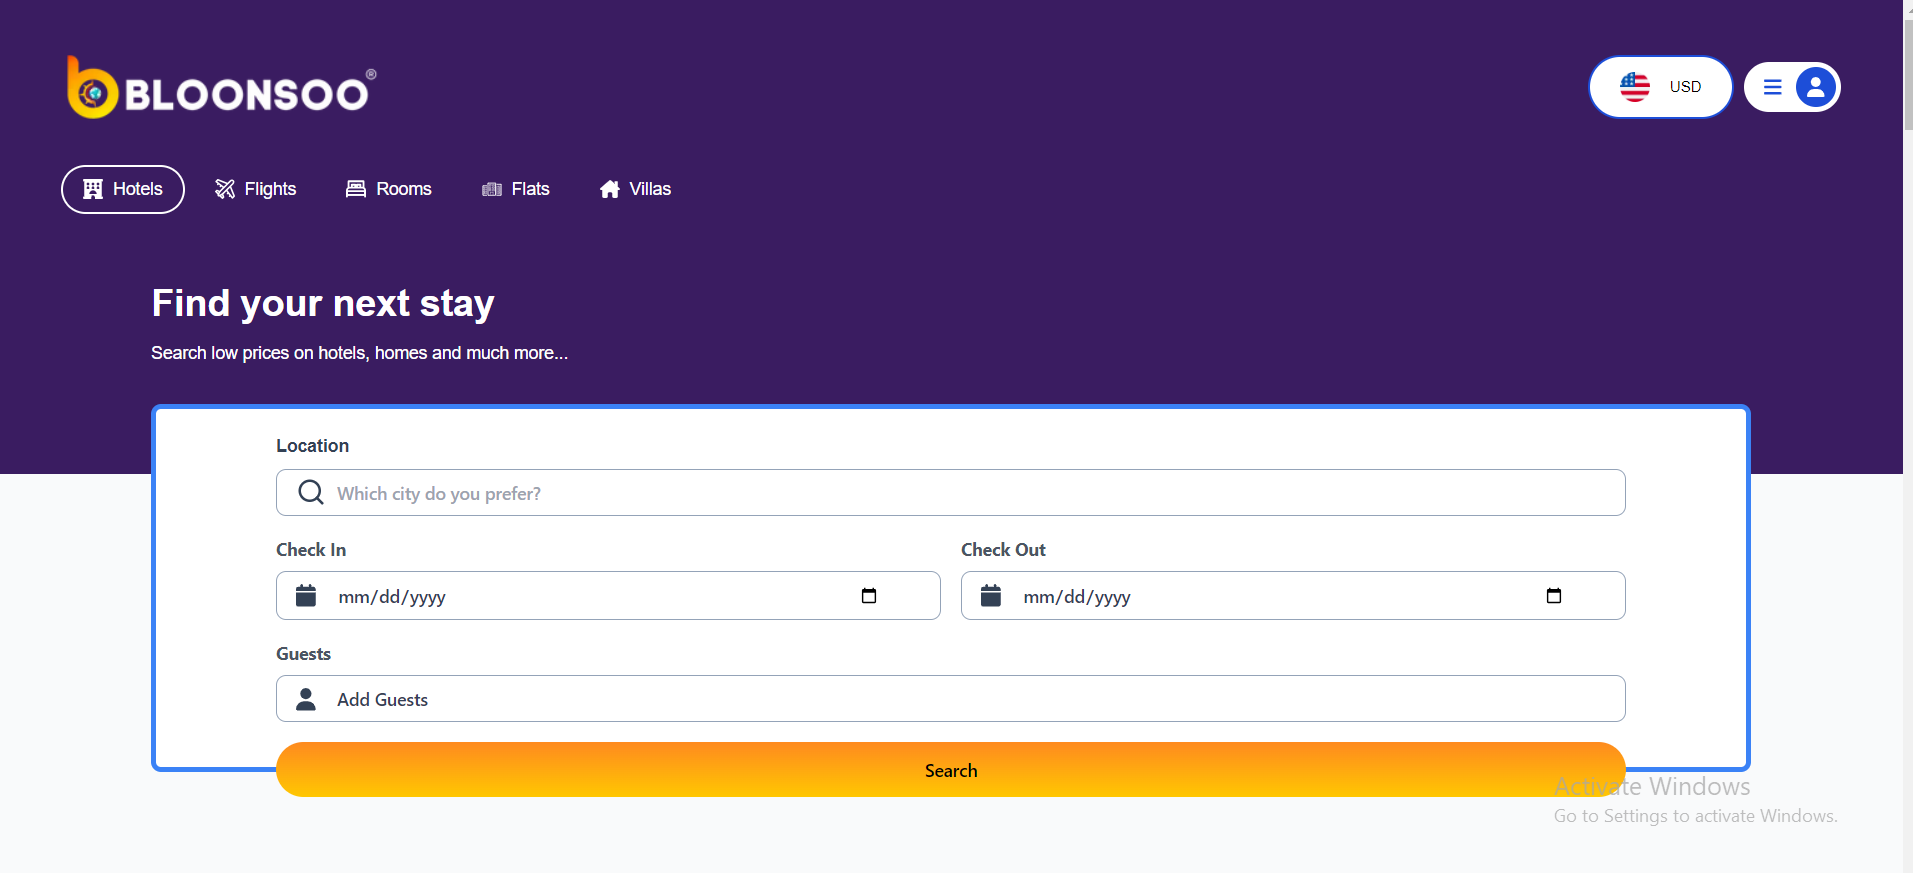 BLOONSOO®
USD
Hotels Flights Rooms Flats Villas
Find your next stay
Search low prices on hotels, homes and much more...
Location
Which city do you prefer?
Check In Check Out
mm/dd/yyyy mm/dd/yyyy
Guests
Add Guests
Search
Activate Windows
Go to Settings to activate Windows.